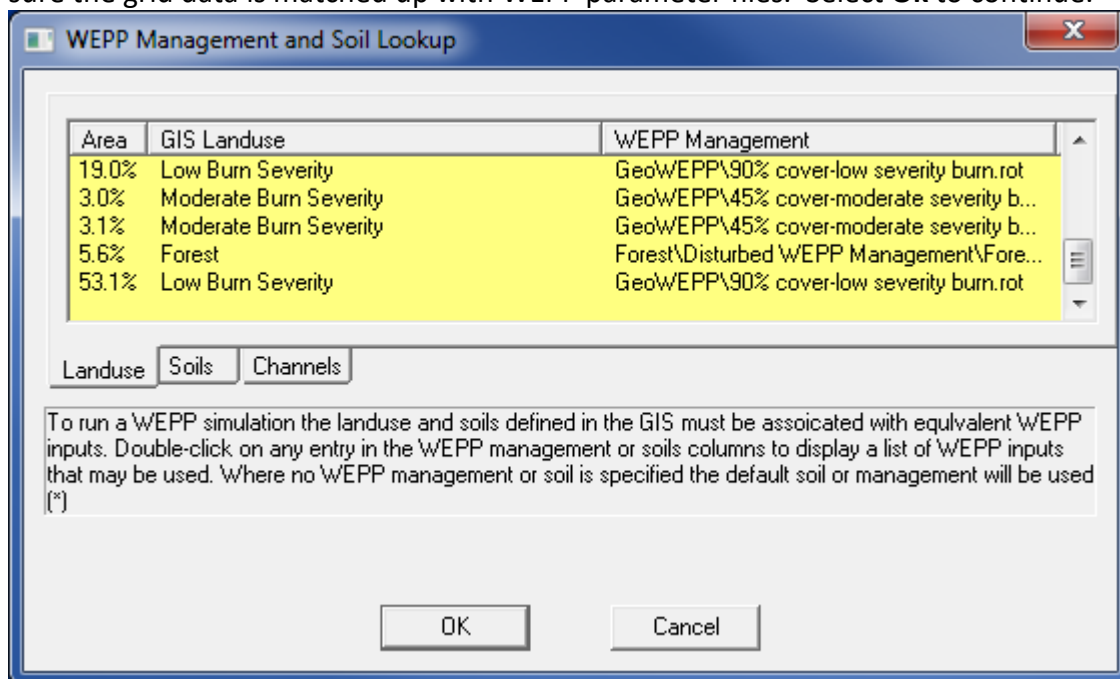 sure the grid data is matched up with WEPP parameter files. Select OK to continue.
WEPP Management and Soil Lookup
Area GIS Landuse WEPP Management
19.0% Low Burn Severity GeoWEPP\90% cover-low severity burn.rot
3.0% Moderate Burn Severity GeoWEPP\45% cover-moderate severity b...
3.1% Moderate Burn Severity GeoWEPP\45% cover-moderate severity b...
5.6% Forest Forest\Disturbed WEPP Management\Fore...
53.1% Low Burn Severity GeoWEPP\90% cover-low severity burn.rot
Landuse Soils Channels
To run a WEPP simulation the landuse and soils defined in the GIS must be assoicated with equlvalent WEPP
inputs. Double-click on any entry in the WEPP management or soils columns to display a list of WEPP inputs
that may be used. Where no WEPP management or soil is specified the default soil or management will be used
(*)
OK Cancel